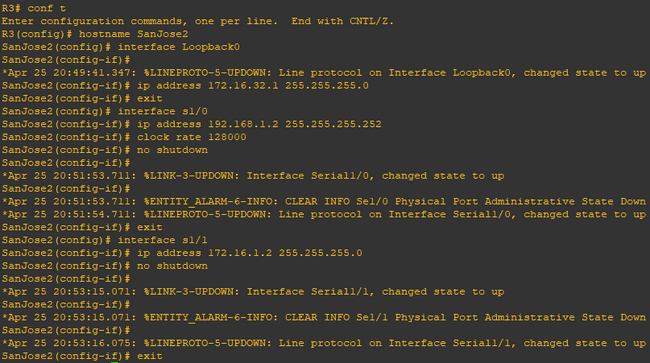 R3# conf t
Enter configuration commands, one per line.  End with CNTL/Z.
R3(config)# hostname SanJose2
SanJose2(config)# interface Loopback0
SanJose2(config-if)#
*Apr 25 20:49:41.347: %LINEPROTO-5-UPDOWN: Line protocol on Interface Loopback0, changed state to up
SanJose2(config-if)# ip address 172.16.32.1 255.255.255.0
SanJose2(config-if)# exit
SanJose2(config)# interface s1/0
SanJose2(config-if)# ip address 192.168.1.2 255.255.255.252
SanJose2(config-if)# clock rate 128000
SanJose2(config-if)# no shutdown
SanJose2(config-if)#
*Apr 25 20:51:53.711: %LINK-3-UPDOWN: Interface Serial1/0, changed state to up
SanJose2(config-if)#
*Apr 25 20:51:53.711: %ENTITY_ALARM-6-INFO: CLEAR INFO Se1/0 Physical Port Administrative State Down
*Apr 25 20:51:54.711: %LINEPROTO-5-UPDOWN: Line protocol on Interface Serial1/0, changed state to up
SanJose2(config-if)# exit
SanJose2(config)# interface s1/1
SanJose2(config-if)# ip address 172.16.1.2 255.255.255.0
SanJose2(config-if)# no shutdown
SanJose2(config-if)#
*Apr 25 20:53:15.071: %LINK-3-UPDOWN: Interface Serial1/1, changed state to up
SanJose2(config-if)#
*Apr 25 20:53:15.071: %ENTITY_ALARM-6-INFO: CLEAR INFO Se1/1 Physical Port Administrative State Down
SanJose2(config-if)#
*Apr 25 20:53:16.075: %LINEPROTO-5-UPDOWN: Line protocol on Interface Serial1/1, changed state to up
SanJose2(config-if)# exit